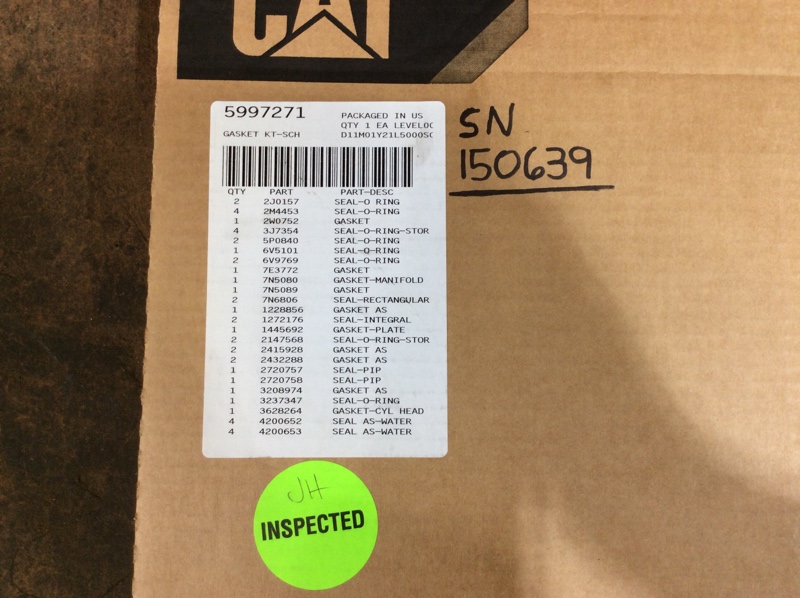 CAT
5997271
PACKAGED IN US
QTY 1 EA LEVEL0C
GASKET KT-SCH D11M01Y21L5000SC
SN
150639
QTY PART PART-DESC
2 2J0157 SEAL-O RING
4 2M4453 SEAL-O-RING
1 2W0752 GASKET
4 3J7354 SEAL-O-RING-STOR
2 5P0840 SEAL-O-RING
1 6V5101 SEAL-O-RING
2 6V9769 SEAL-O-RING
1 7E3772 GASKET
1 7N5080 GASKET-MANIFOLD
1 7N5089 GASKET
2 7N6806 SEAL-RECTANGULAR
1 1228856 GASKET AS
2 1272176 SEAL-INTEGRAL
1 1445692 GASKET-PLATE
2 2147568 SEAL-O-RING-STOR
2 2415928 GASKET AS
2 2432288 GASKET AS
1 2720757 SEAL-PIP
1 2720758 SEAL-PIP
1 3208974 GASKET AS
1 3237347 SEAL-O-RING
1 3628264 GASKET-CYL HEAD
4 4200652 SEAL AS-WATER
4 4200653 SEAL AS-WATER
JH
INSPECTED